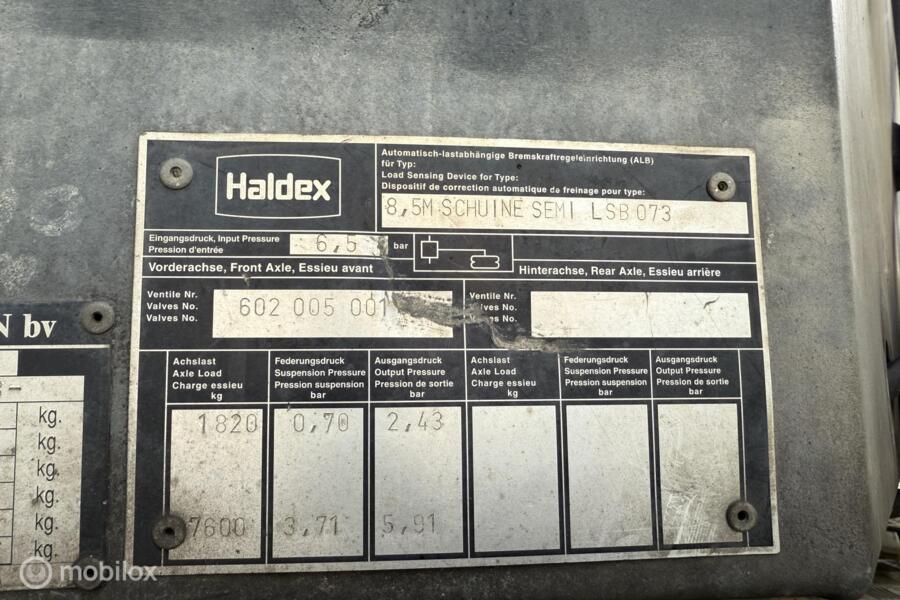 Haldex
Automatisch-lastabhängige Bremskraftregeleinrichtung (ALB)
für Typ:
Load Sensing Device for Type:
Dispositif de correction automatique de freinage pour type:
8,5M SCHUINE SEMI LSB073
Eingangsdruck, Input Pressure
Pression d'entrée
6,5 bar
Vorderachse, Front Axle, Essieu avant
Hinterachse, Rear Axle, Essieu arrière
Ventile Nr.
Valves No.
Valves No.
602 005 001
Ventile Nr.
Valves No.
Valves No.
Achslast
Axle Load
Charge essieu
kg
Federungsdruck
Suspension Pressure
Pression suspension
bar
Ausgangsdruck
Output Pressure
Pression de sortie
bar
Achslast
Axle Load
Charge essieu
kg
Federungsdruck
Suspension Pressure
Pression suspension
bar
Ausgangsdruck
Output Pressure
Pression de sortie
bar
1820 0,70 2,43
7600 3,71 5,91
N bv
kg.
kg.
kg.
kg.
kg.
kg.
mobilox